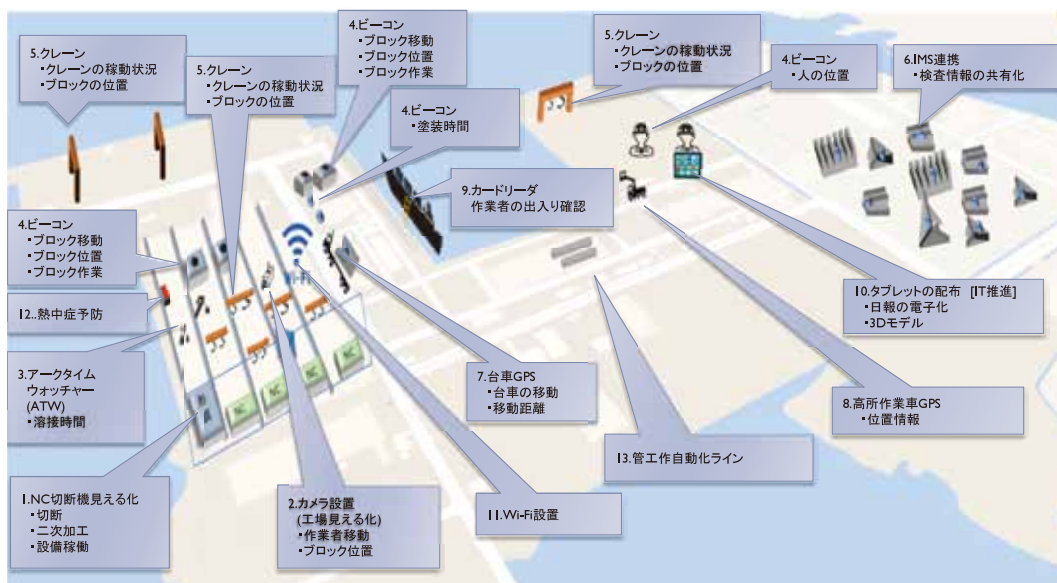 5.クレーン
・クレーンの稼動状況
・ブロックの位置
5.クレーン
・クレーンの稼動状況
・ブロックの位置
4.ビーコン
・ブロック移動
・ブロック位置
・ブロック作業
4.ビーコン
・塗装時間
5.クレーン
・クレーンの稼動状況
・ブロックの位置
4.ビーコン
・人の位置
6.IMS連携
・検査情報の共有化
9.カードリーダ
作業者の出入り確認
4.ビーコン
・ブロック移動
・ブロック位置
・ブロック作業
12..熱中症予防
3.アークタイム
ウォッチャー
(ATW)
・溶接時間
1.NC切断機見える化
・切断
・二次加工
・設備稼働
2.カメラ設置
(工場見える化)
・作業者移動
・ブロック位置
11.Wi-Fi設置
7.台車GPS
・台車の移動
・移動距離
13.管工作自動化ライン
8.高所作業車GPS
・位置情報
10.タブレットの配布 [IT推進]
・日報の電子化
・3Dモデル
Wi-Fi
NC
NC
NC
NC